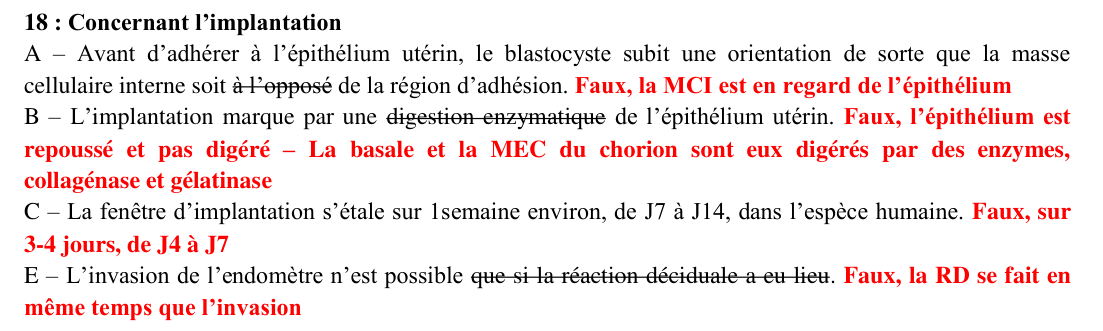 18 : Concernant l’implantation
A – Avant d’adhérer à l’épithélium utérin, le blastocyste subit une orientation de sorte que la masse
cellulaire interne soit à l’opposé de la région d’adhésion. Faux, la MCI est en regard de l’épithélium
B – L’implantation marque par une digestion enzymatique de l’épithélium utérin. Faux, l’épithélium est
repoussé et pas digéré – La basale et la MEC du chorion sont eux digérés par des enzymes,
collagénase et gélatinase
C – La fenêtre d’implantation s’étale sur 1semaine environ, de J7 à J14, dans l’espèce humaine. Faux, sur
3-4 jours, de J4 à J7
E – L’invasion de l’endomètre n’est possible que si la réaction déciduale a eu lieu. Faux, la RD se fait en
même temps que l’invasion